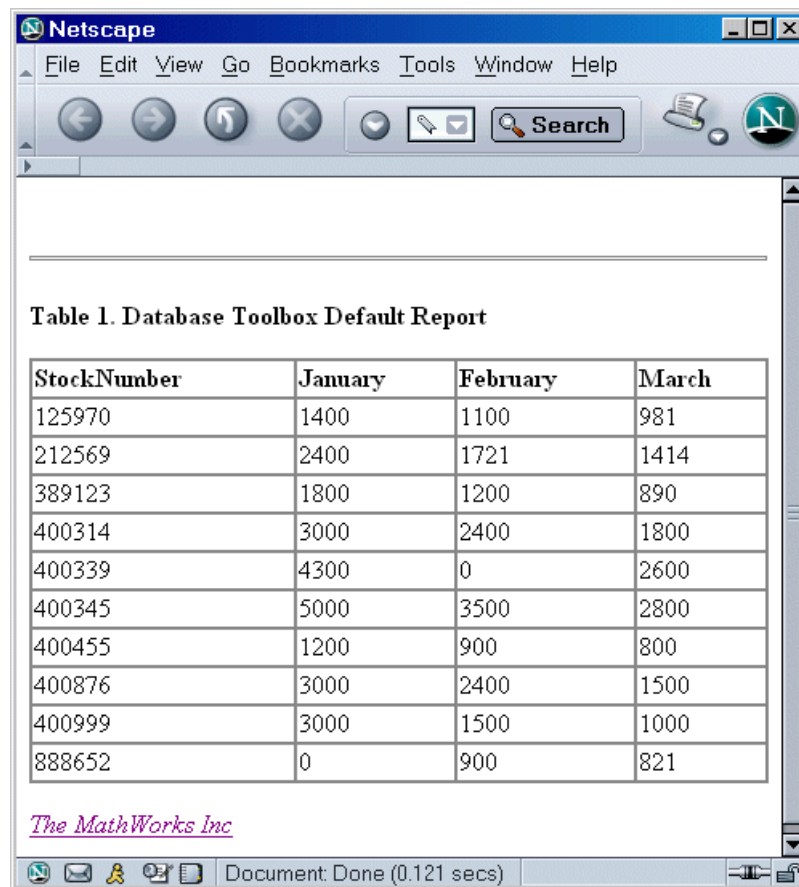 Netscape
File Edit View Go Bookmarks Tools Window Help
Search N
Table 1. Database Toolbox Default Report
StockNumber January February March
125970 1400 1100 981
212569 2400 1721 1414
389123 1800 1200 890
400314 3000 2400 1800
400339 4300 0 2600
400345 5000 3500 2800
400455 1200 900 800
400876 3000 2400 1500
400999 3000 1500 1000
888652 0 900 821
The MathWorks Inc
Document: Done (0.121 secs)